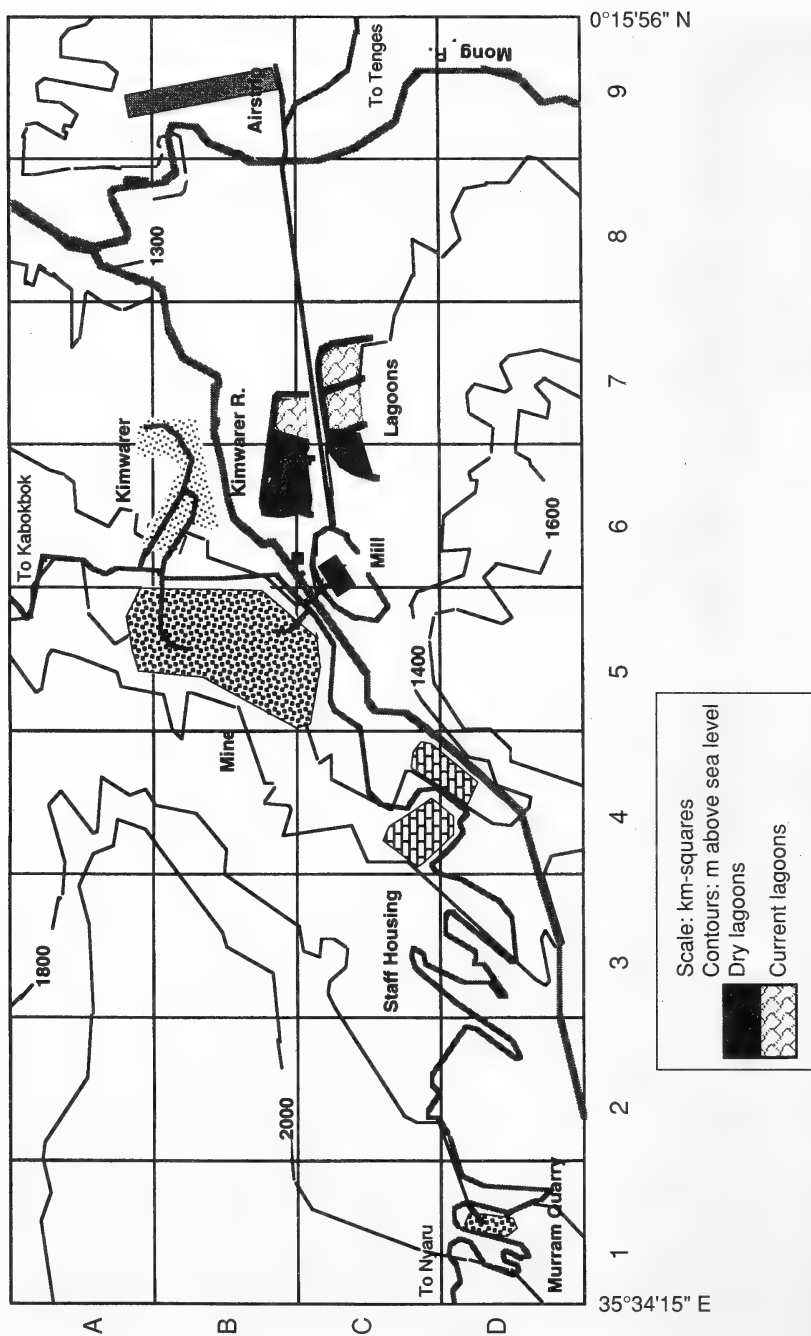 0°15'56" N
To Tenges
Mong R.
Airstrip
9
8
1300
7
Lagoons
Kimwarer R.
Kimwarer
To Kabokbok
6
Mill
1600
5
1400
Mine
4
1800
Staff Housing
3
2
2000
1
To Nyaru
Murram Quarry
35°34'15" E
A
B
C
D
Scale: km-squares
Contours: m above sea level
Dry lagoons
Current lagoons